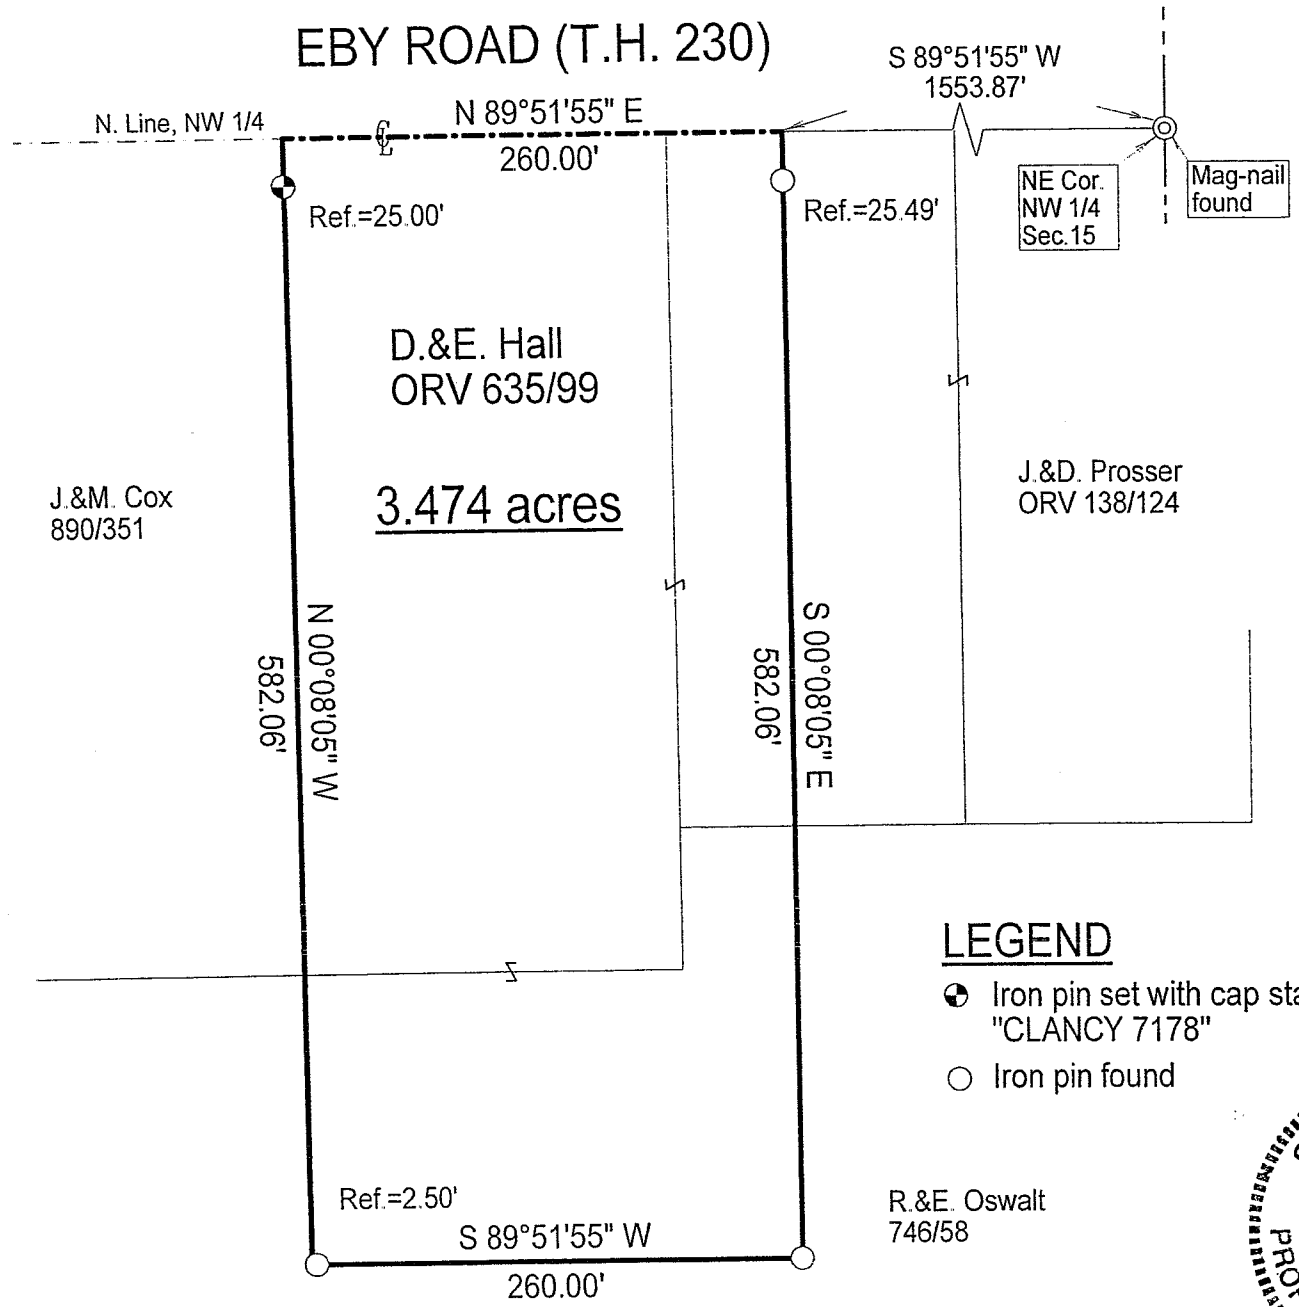 EBY ROAD (T.H. 230)
S 89°51'55" W
1553.87'
N. Line, NW 1/4
N 89°51'55" E
260.00'
NE Cor.
NW 1/4
Sec.15
Mag-nail
found
Ref.=25.00'
Ref.=25.49'
D.&E. Hall
ORV 635/99
3.474 acres
J.&M. Cox
890/351
J.&D. Prosser
ORV 138/124
N 00°08'05" W
582.06'
S 00°08'05" E
582.06'
LEGEND
Iron pin set with cap sta
"CLANCY 7178"
Iron pin found
Ref.=2.50'
S 89°51'55" W
260.00'
R.&E. Oswalt
746/58